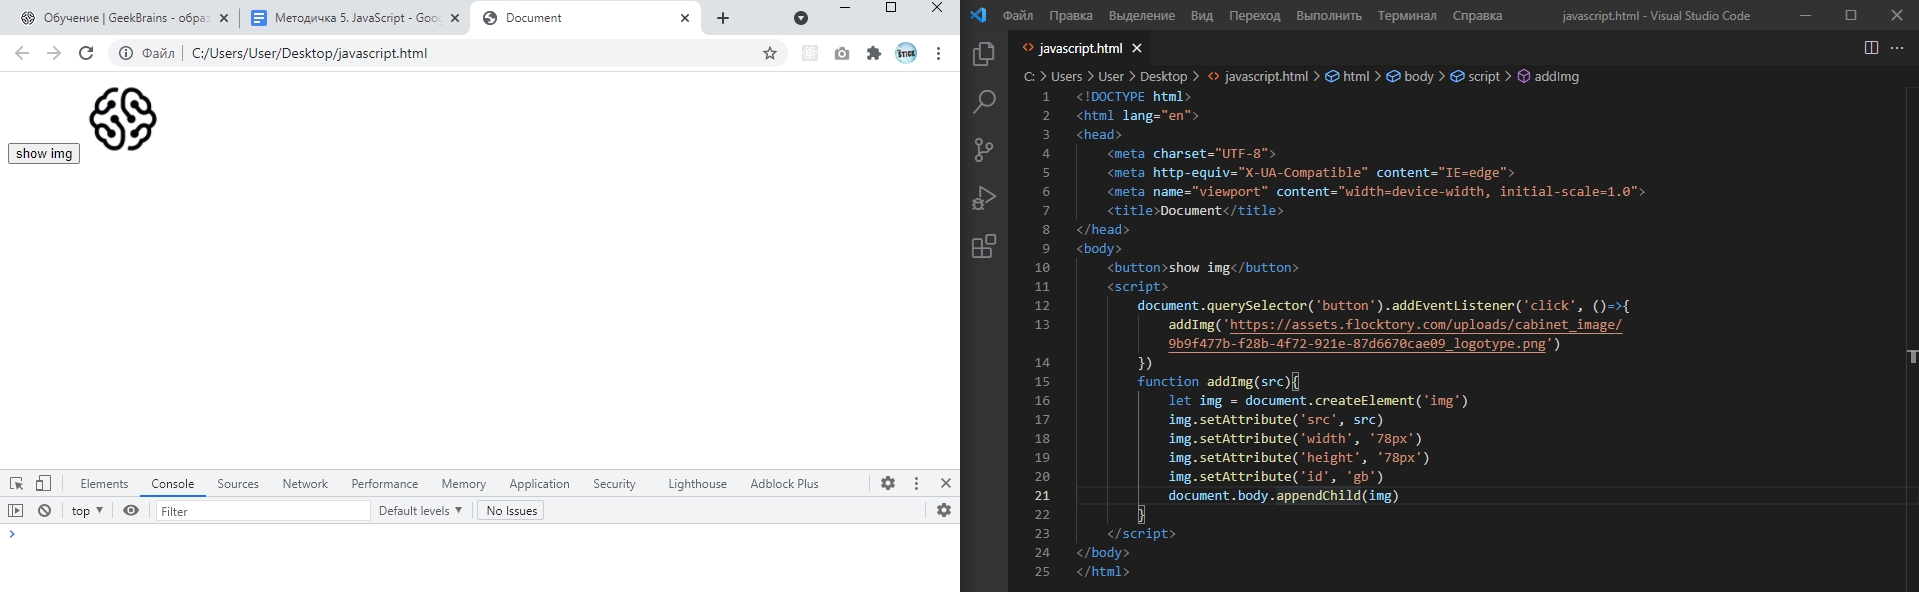 Обучение | GeekBrains - образ
Методичка 5. JavaScript - Goog
Document
Файл
C:/Users/User/Desktop/javascript.html
STICK
show img
Elements
Console
Sources
Network
Performance
Memory
Application
Security
Lighthouse
Adblock Plus
top
Filter
Default levels
No Issues
Файл
Правка
Выделение
Вид
Переход
Выполнить
Терминал
Справка
javascript.html - Visual Studio Code
javascript.html
C: > Users > User > Desktop > javascript.html > html > body > script > addImg
1 <!DOCTYPE html>
2 <html lang="en">
3 <head>
4 <meta charset="UTF-8">
5 <meta http-equiv="X-UA-Compatible" content="IE=edge">
6 <meta name="viewport" content="width=device-width, initial-scale=1.0">
7 <title>Document</title>
8 </head>
9 <body>
10 <button>show img</button>
11 <script>
12 document.querySelector('button').addEventListener('click', ()=>{
13 addImg('https://assets.flocktory.com/uploads/cabinet_image/
9b9f477b-f28b-4f72-921e-87d6670cae09_logotype.png')
14 })
15 function addImg(src){
16 let img = document.createElement('img')
17 img.setAttribute('src', src)
18 img.setAttribute('width', '78px')
19 img.setAttribute('height', '78px')
20 img.setAttribute('id', 'gb')
21 document.body.appendChild(img)
22 }
23 </script>
24 </body>
25 </html>